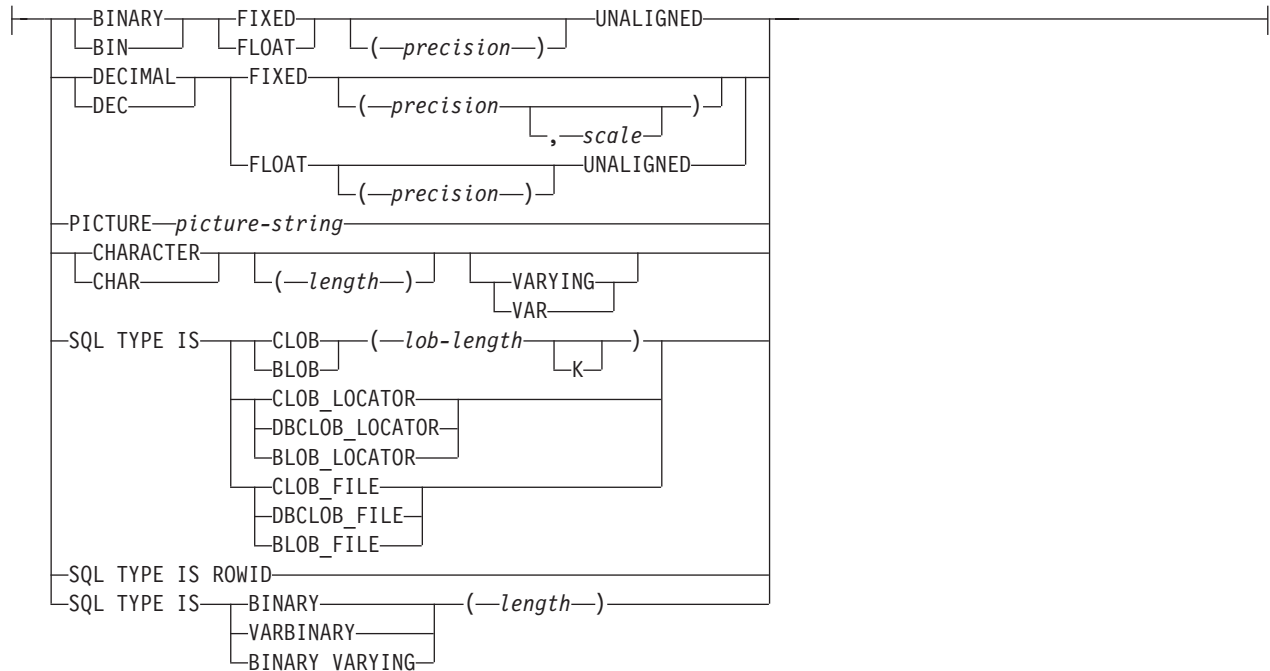 BINARY FIXED UNALIGNED
BIN FLOAT (precision)
DECIMAL FIXED
DEC (precision )
, scale
FLOAT UNALIGNED
(precision)
PICTURE picture-string
CHARACTER
CHAR (length) VARYING
VAR
SQL TYPE IS CLOB (lob-length )
BLOB K
CLOB_LOCATOR
DBCLOB_LOCATOR
BLOB_LOCATOR
CLOB_FILE
DBCLOB_FILE
BLOB_FILE
SQL TYPE IS ROWID
SQL TYPE IS BINARY (length)
VARBINARY
BINARY VARYING